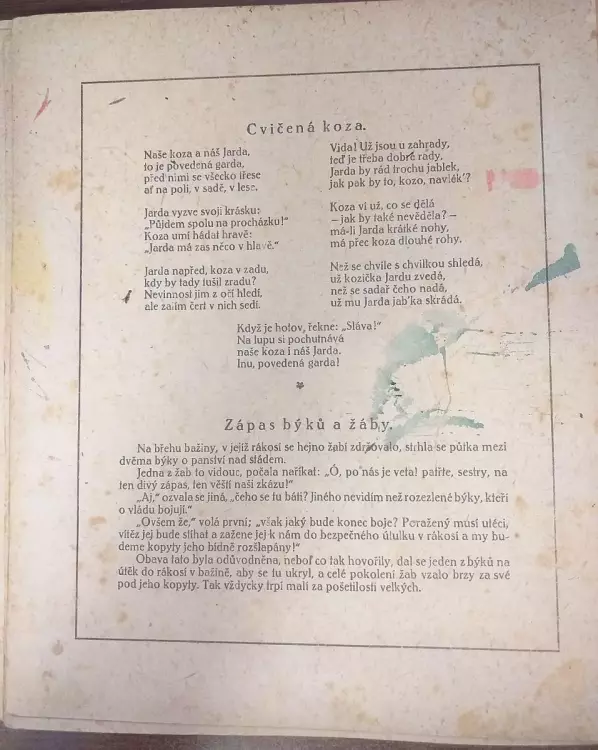 Cvičená koza.
Naše koza a náš Jarda,
to je povedená garda,
před nimi se všecko třese
ať na poli, v sadě, v lese.
Jarda vyzve svoji krásku:
„Půjdem spolu na procházku!“
Koza umí hádat hravě:
„Jarda má zas něco v hlavě.“
Jarda napřed, koza v zadu,
kdy by tady tušil zradu?
Nevinnost jim z očí hledí,
ale zatím čert v nich sedí.
Vida! Už jsou u zahrady,
teď je třeba dobré rady,
Jarda by rád trochu jablek,
jak pak by to, kozo, navlék'?
Koza ví už, co se dělá
—jak by také nevěděla?—
má-li Jarda krátké nohy,
má přec koza dlouhé rohy.
Než se chvíle s chvilkou shledá,
už kozička Jardu zvedá,
než se sadař čeho nadá,
už mu Jarda jab'ka skrádá.
Když je hotov, řekne: „Sláva!“
Na lupu si pochutnává
naše koza i náš Jarda.
Inu, povedená garda!
Zápas býků a žáby.
Na břehu bažiny, v jejíž rákosí se hejno žabí zdržovalo, strhla se půtka mezi
dvěma býky o panství nad stádem.
Jedna z žab to vidouc, počala naříkat: „Ó, po nás je veta! patřte, sestry, na
ten divý zápas, ten věští naši zkázu!“
„Aj,“ ozvala se jiná, „čeho se tu báti? Jiného nevidím než rozezlené býky, kteří
o vládu bojují.“
„Ovšem že,“ volá první; „však jaký bude konec boje? Poražený musí utéci,
vítěz jej bude stíhat a zažene jej k nám do bezpečného útulku v rákosí a my bu-
deme kopyty jeho bídně rozšlapány!“
Obava tato byla odůvodněna, neboť co tak hovořily, dal se jeden z býků na
útěk do rákosí v bažině, aby se tu ukryl, a celé pokolení žab vzalo brzy za své
pod jeho kopyty. Tak vždycky trpí malí za pošetilosti velkých.